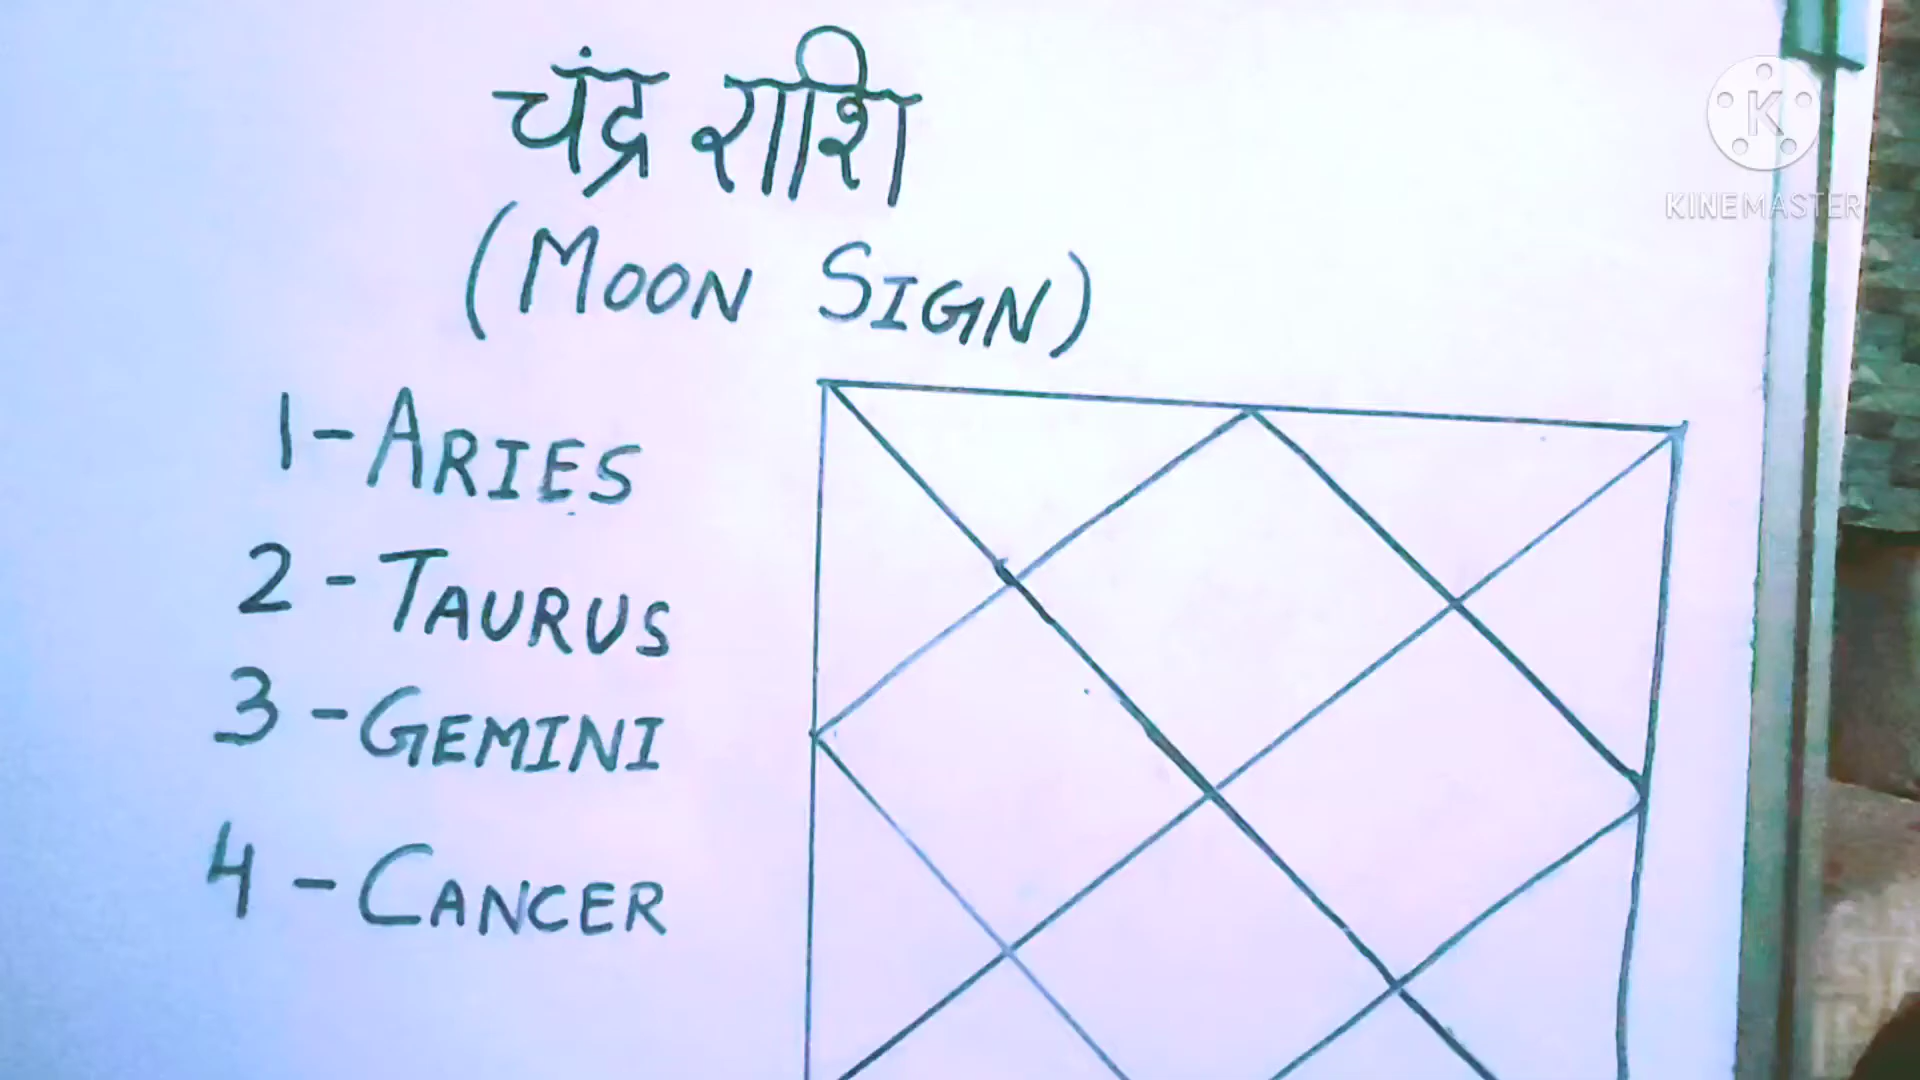 चंद्र राशि
(MOON SIGN)
1-ARIES
2-TAURUS
3-GEMINI
4-CANCER
K
KINEMASTER